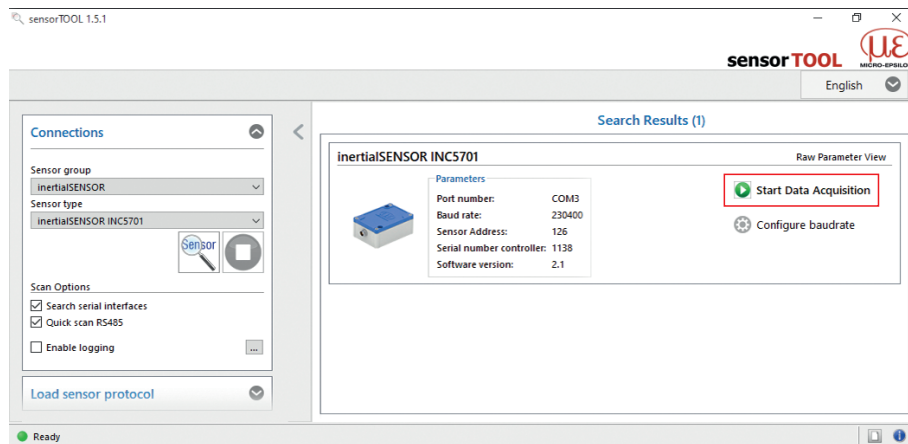 sensorTOOL 1.5.1
sensorTOOL
με
MICRO-EPSILO
English
Connections
Sensor group
inertialSENSOR
Sensor type
inertialSENSOR INC5701
Sensor
Scan Options
Search serial interfaces
Quick scan RS485
Enable logging
...
Load sensor protocol
Search Results (1)
inertialSENSOR INC5701
Raw Parameter View
Parameters
Port number: COM3
Baud rate: 230400
Sensor Address: 126
Serial number controller: 1138
Software version: 2.1
Start Data Acquisition
Configure baudrate
Ready